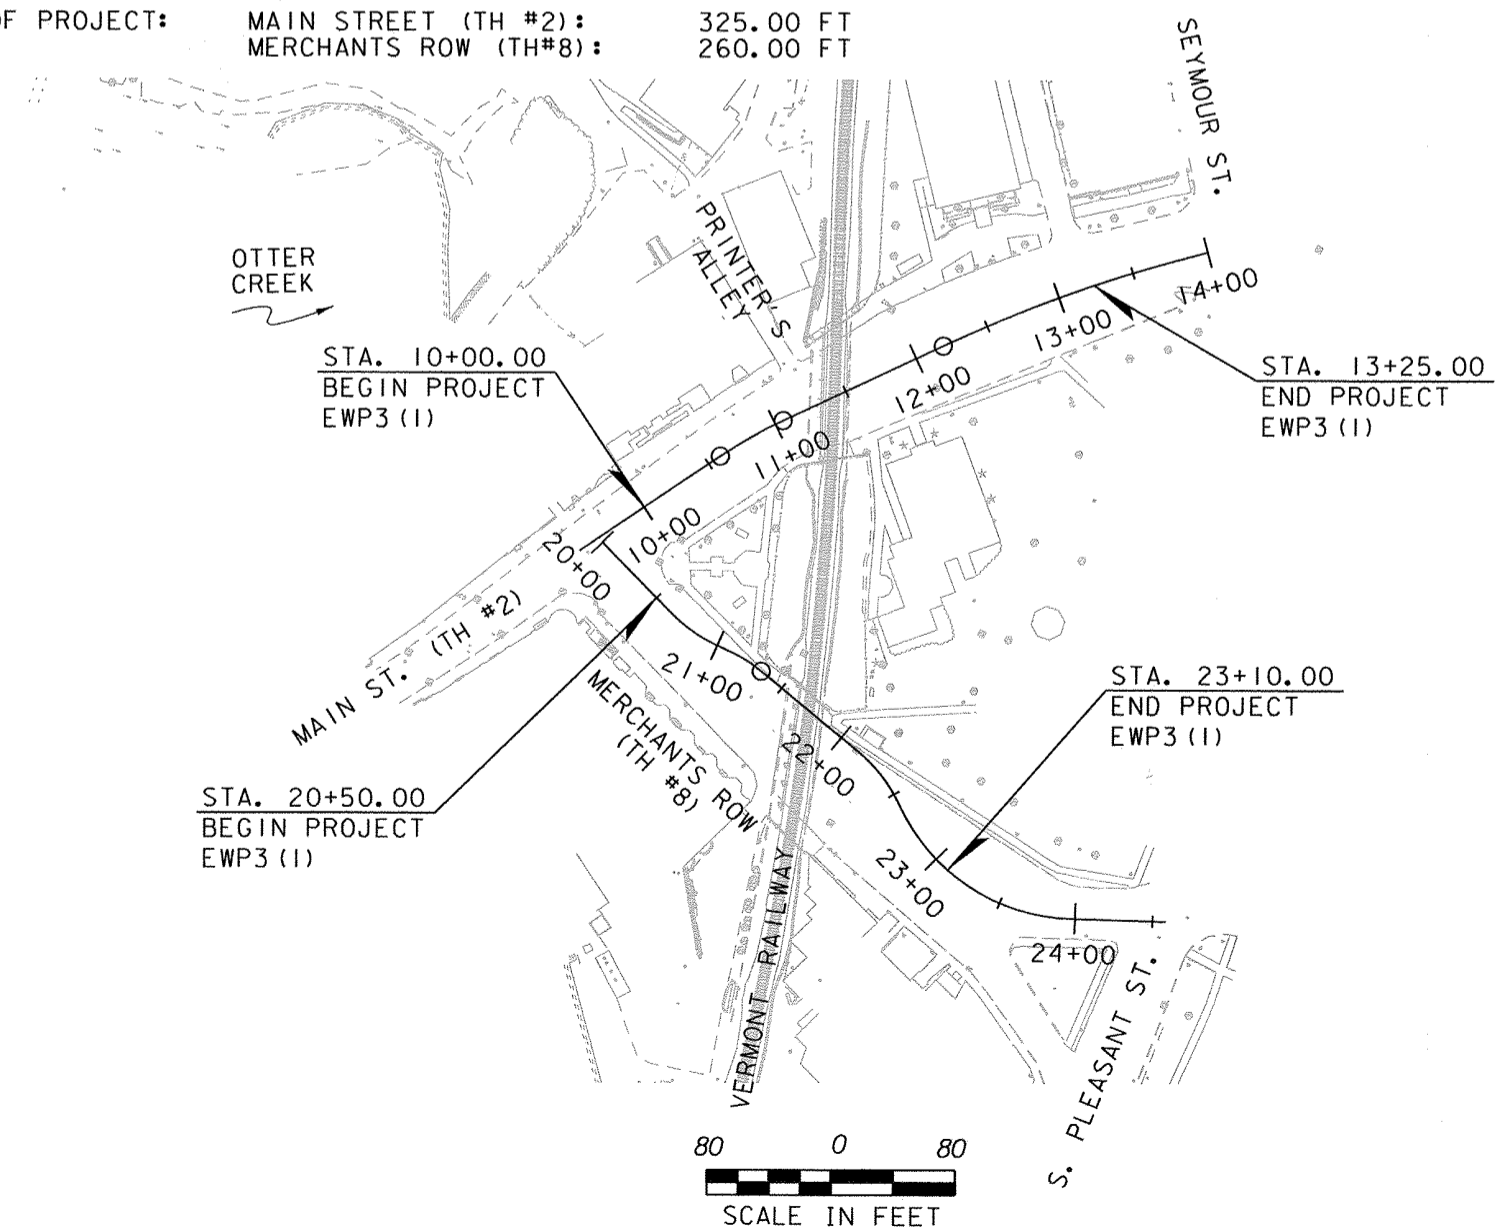 OF PROJECT: MAIN STREET (TH #2): 325.00 FT
MERCHANTS ROW (TH#8): 260.00 FT
SEYMOUR ST.
PRINTER'S
ALLEY
OTTER
CREEK
STA. 10+00.00
BEGIN PROJECT
EWP3(1)
14+00
13+00
12+00
11+00
10+00
20+00
STA. 13+25.00
END PROJECT
EWP3(1)
MAIN ST. (TH #2)
21+00
MERCHANTS ROW
(TH #8)
22+00
STA. 23+10.00
END PROJECT
EWP3(1)
STA. 20+50.00
BEGIN PROJECT
EWP3(1)
23+00
24+00
VERMONT RAILWAY
S. PLEASANT ST.
80 0 80
SCALE IN FEET